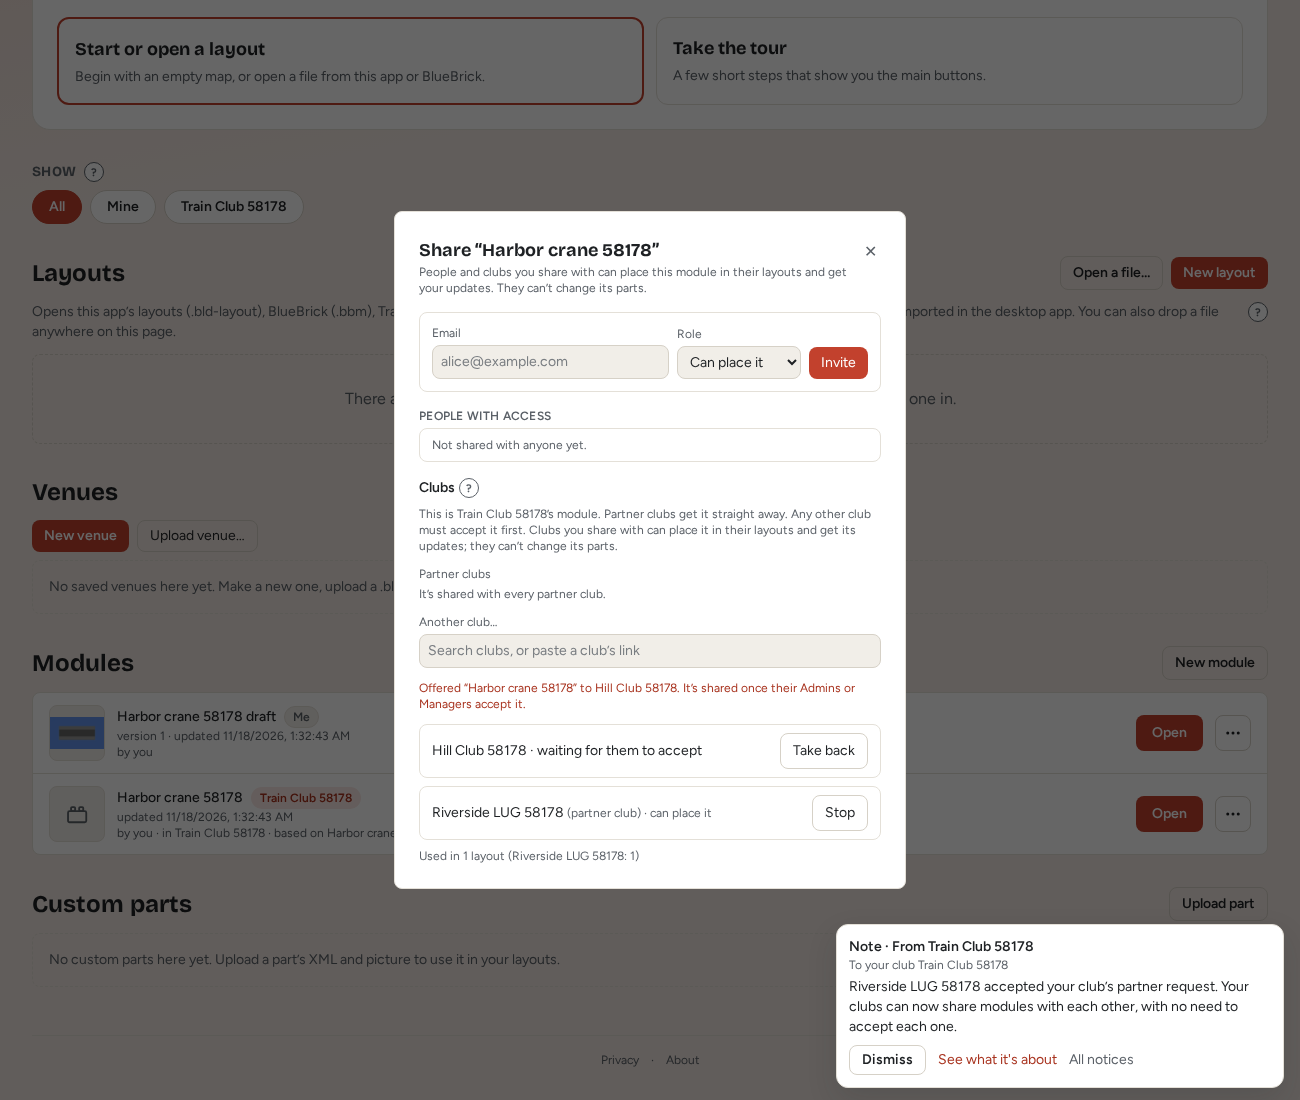 Start or open a layout
Begin with an empty map, or open a file from this app or BlueBrick.
Take the tour
A few short steps that show you the main buttons.
SHOW ?
All
Mine
Train Club 58178
Layouts
Open a file...
New layout
Opens this app's layouts (.bld-layout), BlueBrick (.bbm),
mported in the desktop app. You can also drop a file
anywhere on this page.
?
There
one in.
Venues
New venue
Upload venue...
No saved venues here yet. Make a new one, upload a
Modules
New module
Harbor crane 58178 draft
Me
version 1 · updated 11/18/2026, 1:32:43 AM
by you
Open
Harbor crane 58178
Train Club 58178
updated 11/18/2026, 1:32:43 AM
by you · in Train Club 58178 · based on Harbor crane
Open
Custom parts
Upload part
No custom parts here yet. Upload a part's XML and picture to use it in your layouts.
Privacy · About
Share “Harbor crane 58178”
×
People and clubs you share with can place this module in their layouts and get
your updates. They can’t change its parts.
Email
Role
alice@example.com
Can place it
Invite
PEOPLE WITH ACCESS
Not shared with anyone yet.
Clubs ?
This is Train Club 58178’s module. Partner clubs get it straight away. Any other club
must accept it first. Clubs you share with can place it in their layouts and get its
updates; they can’t change its parts.
Partner clubs
It’s shared with every partner club.
Another club…
Search clubs, or paste a club’s link
Offered “Harbor crane 58178” to Hill Club 58178. It’s shared once their Admins or
Managers accept it.
Hill Club 58178 · waiting for them to accept
Take back
Riverside LUG 58178 (partner club) · can place it
Stop
Used in 1 layout (Riverside LUG 58178: 1)
Note · From Train Club 58178
To your club Train Club 58178
Riverside LUG 58178 accepted your club’s partner request. Your
clubs can now share modules with each other, with no need to
accept each one.
Dismiss
See what it's about
All notices